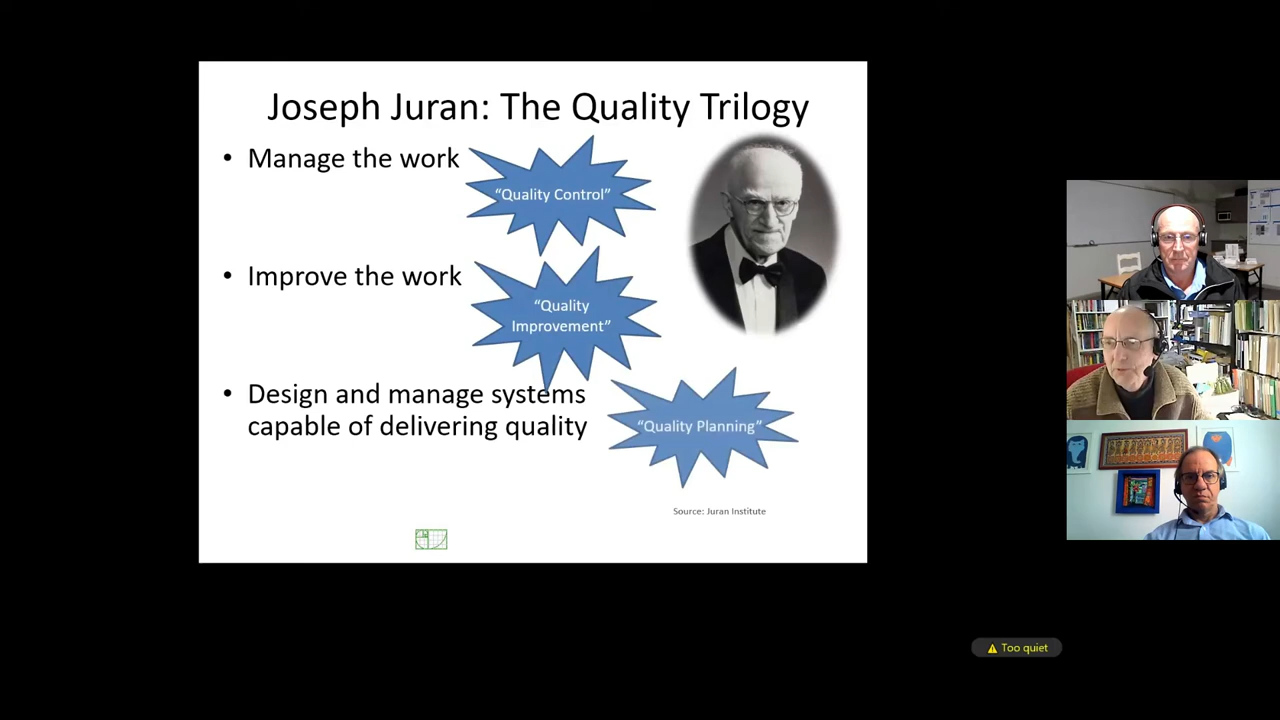 Joseph Juran: The Quality Trilogy
• Manage the work
“Quality Control”
• Improve the work
“Quality
Improvement”
• Design and manage systems
capable of delivering quality
“Quality Planning”
Source: Juran Institute
Too quiet